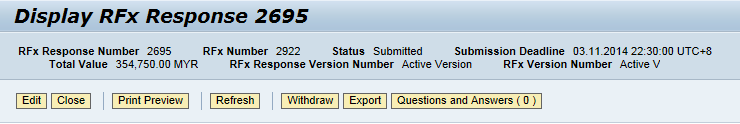 Display RFx Response 2695
RFx Response Number 2695 RFx Number 2922 Status Submitted Submission Deadline 03.11.2014 22:30:00 UTC+8
Total Value 354,750.00 MYR RFx Response Version Number Active Version RFx Version Number Active V
Edit Close Print Preview Refresh Withdraw Export Questions and Answers ( 0 )